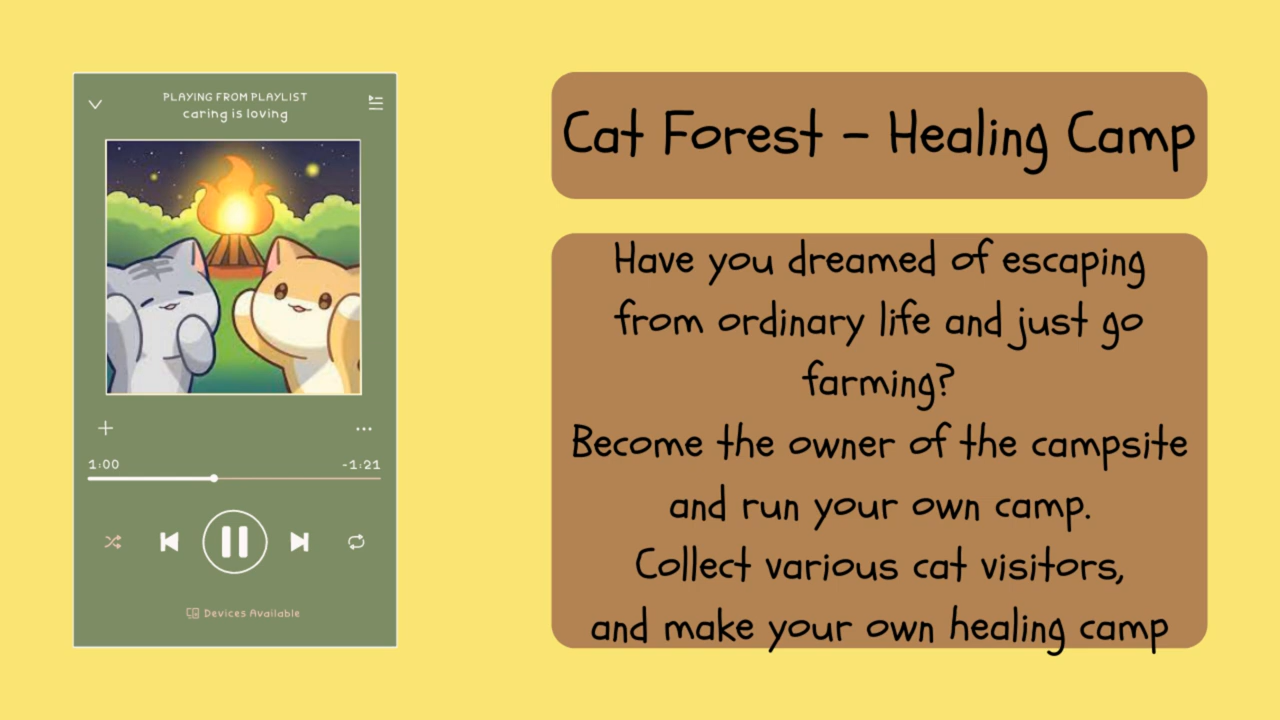 PLAYING FROM PLAYLIST
caring is loving
1:00
-1:21
Devices Available
Cat Forest - Healing Camp
Have you dreamed of escaping
from ordinary life and just go
farming?
Become the owner of the campsite
and run your own camp.
Collect various cat visitors,
and make your own healing camp